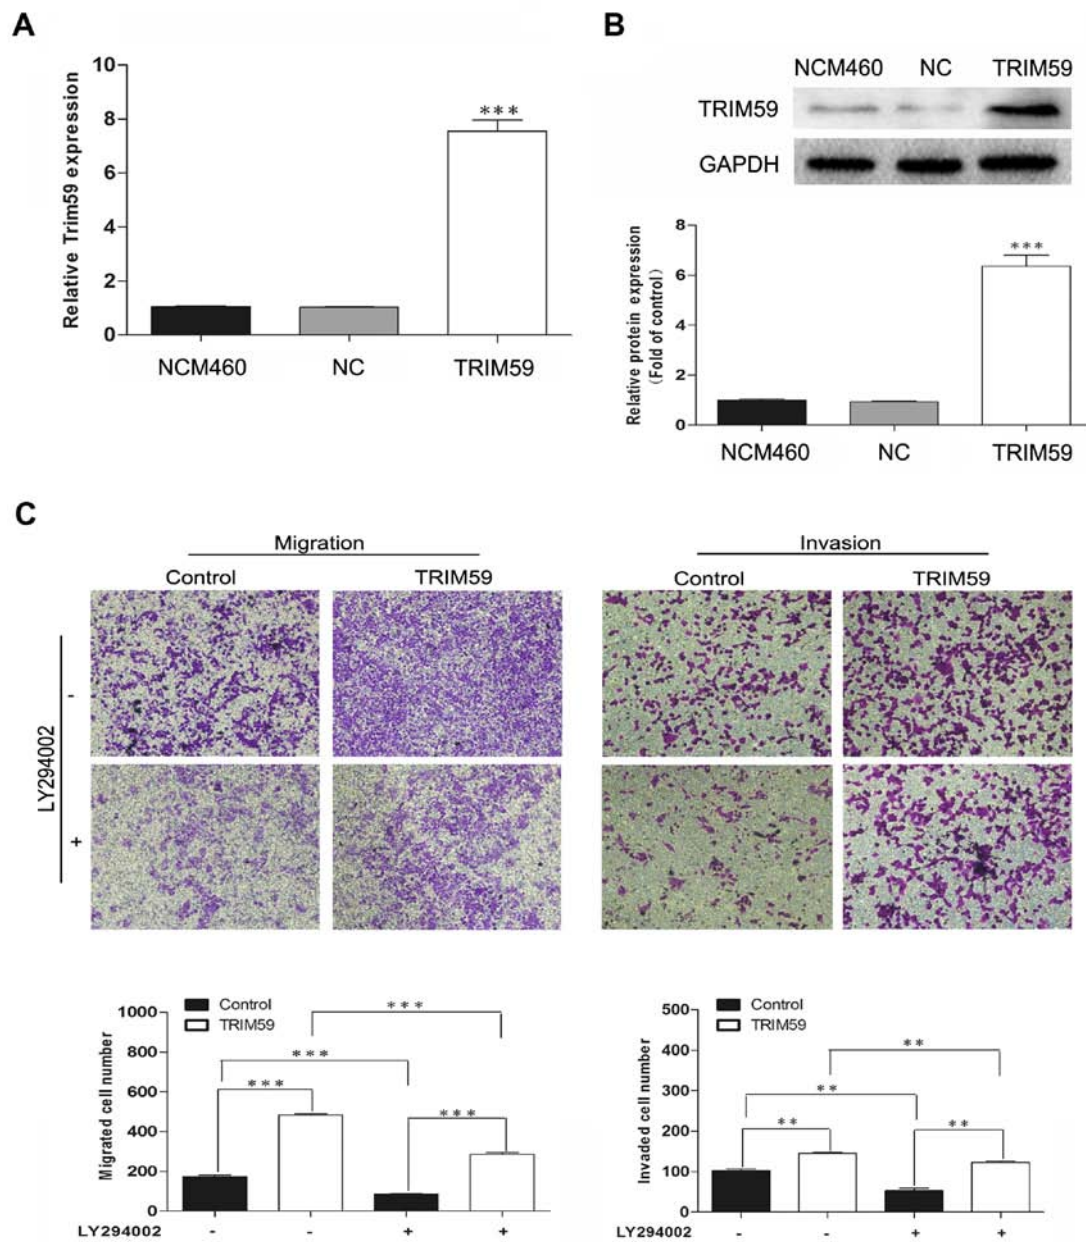 A
10
8
6
4
2
0
Relative Trim59 expression
***
NCM460 NC TRIM59
B
NCM460 NC TRIM59
TRIM59
GAPDH
8
6
4
2
0
Relative protein expression
(Fold of control)
***
NCM460 NC TRIM59
C
Migration
Control TRIM59
Invasion
Control TRIM59
LY294002
-
+
Control
TRIM59
1000
800
600
400
200
0
Migrated cell number
***
***
***
***
LY294002 - - + +
Control
TRIM59
500
400
300
200
100
0
Invaded cell number
**
**
**
**
LY294002 - - + +